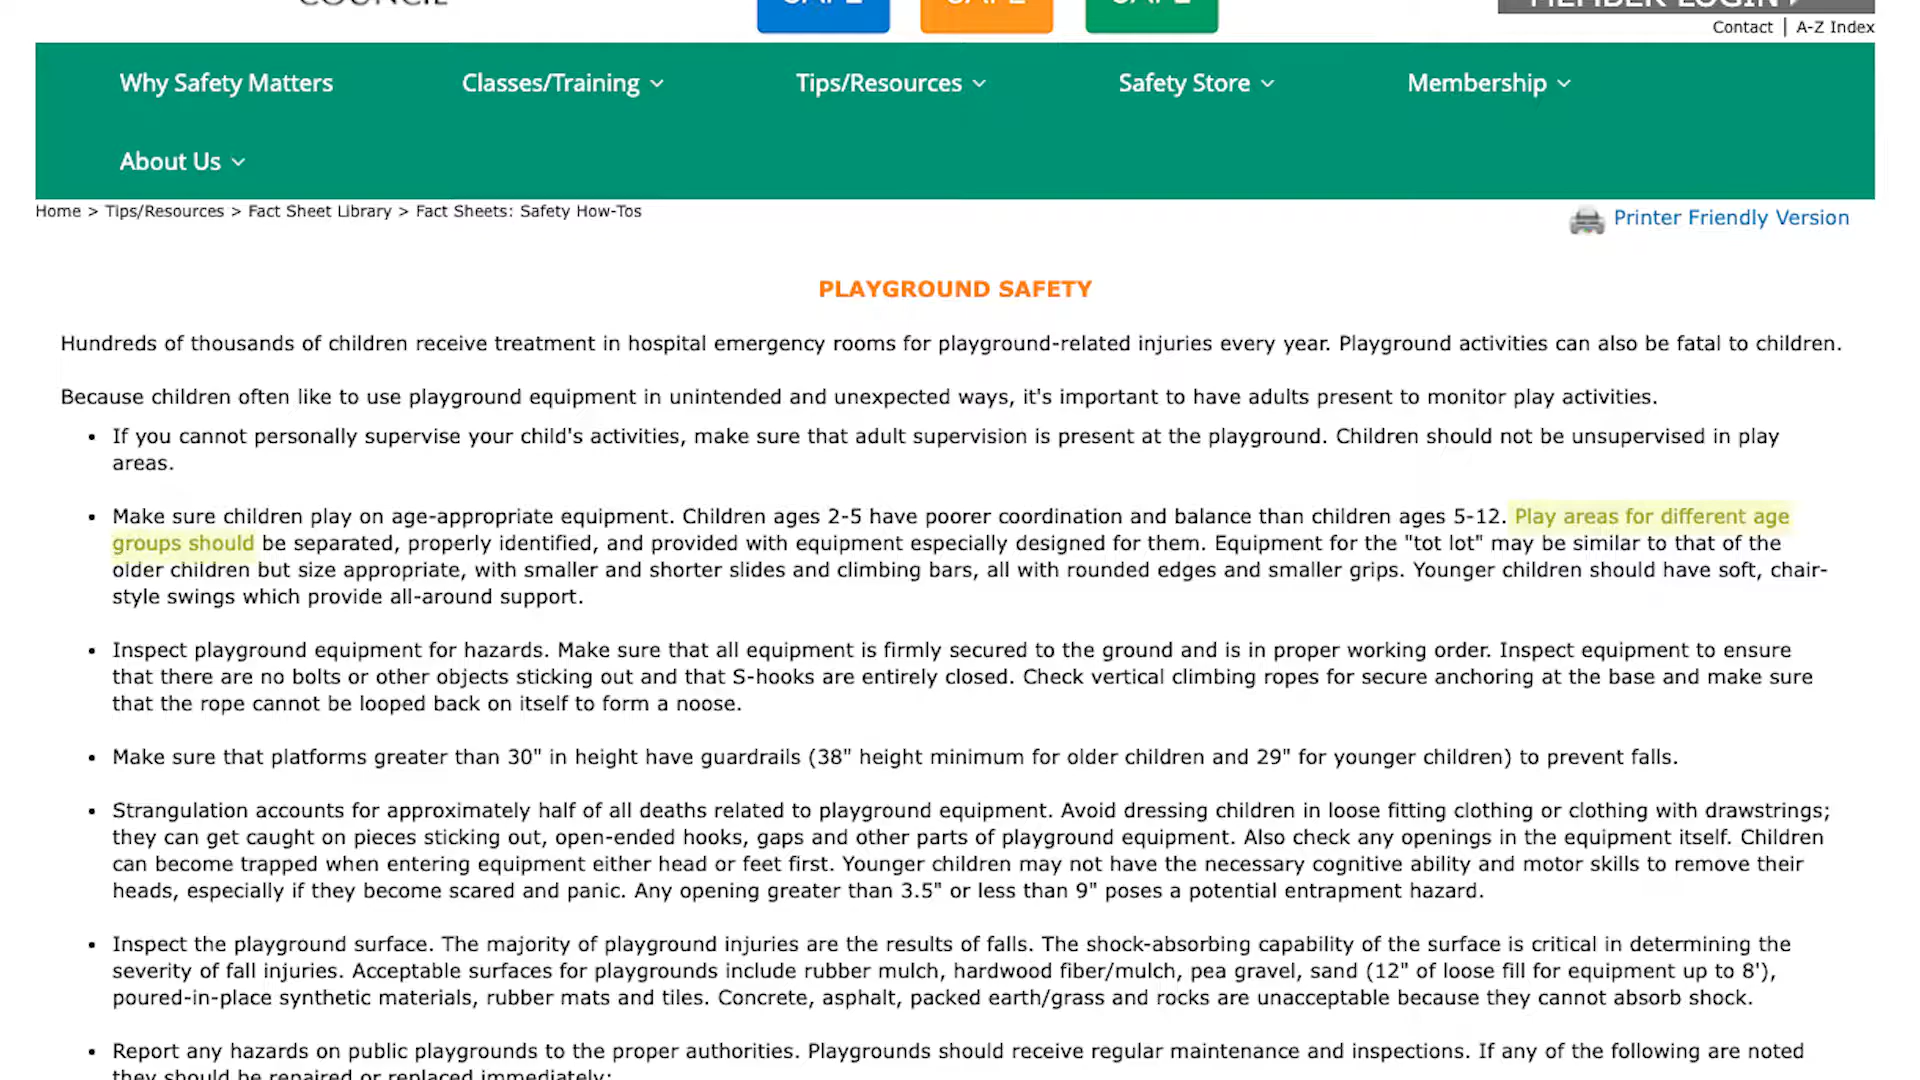 COUNCIL
SAFE SAFE SAFE
MEMBER LOGIN
Contact | A-Z Index
Why Safety Matters Classes/Training Tips/Resources Safety Store Membership
About Us
Home > Tips/Resources > Fact Sheet Library > Fact Sheets: Safety How-Tos
Printer Friendly Version
PLAYGROUND SAFETY
Hundreds of thousands of children receive treatment in hospital emergency rooms for playground-related injuries every year. Playground activities can also be fatal to children.
Because children often like to use playground equipment in unintended and unexpected ways, it's important to have adults present to monitor play activities.
• If you cannot personally supervise your child's activities, make sure that adult supervision is present at the playground. Children should not be unsupervised in play
areas.
• Make sure children play on age-appropriate equipment. Children ages 2-5 have poorer coordination and balance than children ages 5-12. Play areas for different age
groups should be separated, properly identified, and provided with equipment especially designed for them. Equipment for the "tot lot" may be similar to that of the
older children but size appropriate, with smaller and shorter slides and climbing bars, all with rounded edges and smaller grips. Younger children should have soft, chair-
style swings which provide all-around support.
• Inspect playground equipment for hazards. Make sure that all equipment is firmly secured to the ground and is in proper working order. Inspect equipment to ensure
that there are no bolts or other objects sticking out and that S-hooks are entirely closed. Check vertical climbing ropes for secure anchoring at the base and make sure
that the rope cannot be looped back on itself to form a noose.
• Make sure that platforms greater than 30" in height have guardrails (38" height minimum for older children and 29" for younger children) to prevent falls.
• Strangulation accounts for approximately half of all deaths related to playground equipment. Avoid dressing children in loose fitting clothing or clothing with drawstrings;
they can get caught on pieces sticking out, open-ended hooks, gaps and other parts of playground equipment. Also check any openings in the equipment itself. Children
can become trapped when entering equipment either head or feet first. Younger children may not have the necessary cognitive ability and motor skills to remove their
heads, especially if they become scared and panic. Any opening greater than 3.5" or less than 9" poses a potential entrapment hazard.
• Inspect the playground surface. The majority of playground injuries are the results of falls. The shock-absorbing capability of the surface is critical in determining the
severity of fall injuries. Acceptable surfaces for playgrounds include rubber mulch, hardwood fiber/mulch, pea gravel, sand (12" of loose fill for equipment up to 8'),
poured-in-place synthetic materials, rubber mats and tiles. Concrete, asphalt, packed earth/grass and rocks are unacceptable because they cannot absorb shock.
• Report any hazards on public playgrounds to the proper authorities. Playgrounds should receive regular maintenance and inspections. If any of the following are noted
they should be repaired or replaced immediately: